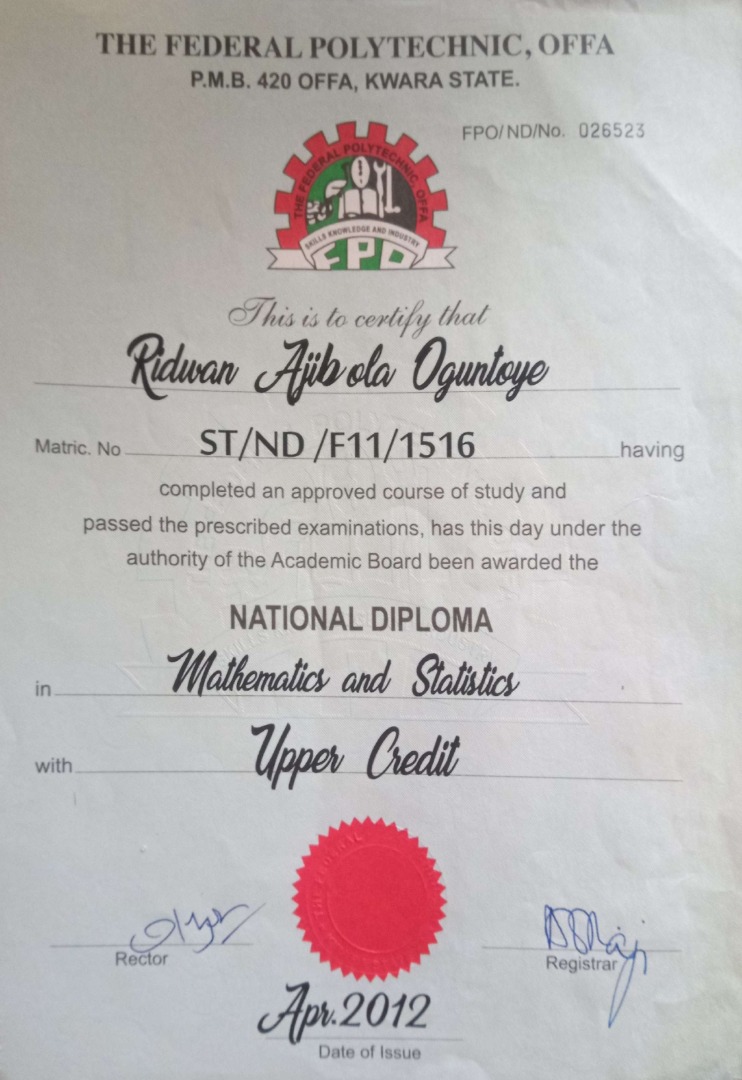 THE FEDERAL POLYTECHNIC, OFFA
P.M.B. 420 OFFA, KWARA STATE.
FPO/ND/No. 026523
THE FEDERAL POLYTECHNIC, OFFA
SKILLS KNOWLEDGE AND INDUSTRY
FPO
This is to certify that
Ridwan Ajibola Oguntoye
Matric. No ST/ND /F11/1516 having
completed an approved course of study and
passed the prescribed examinations, has this day under the
authority of the Academic Board been awarded the
NATIONAL DIPLOMA
in Mathematics and Statistics
with Upper Credit
Rector
Registrar
Apr.2012
Date of Issue